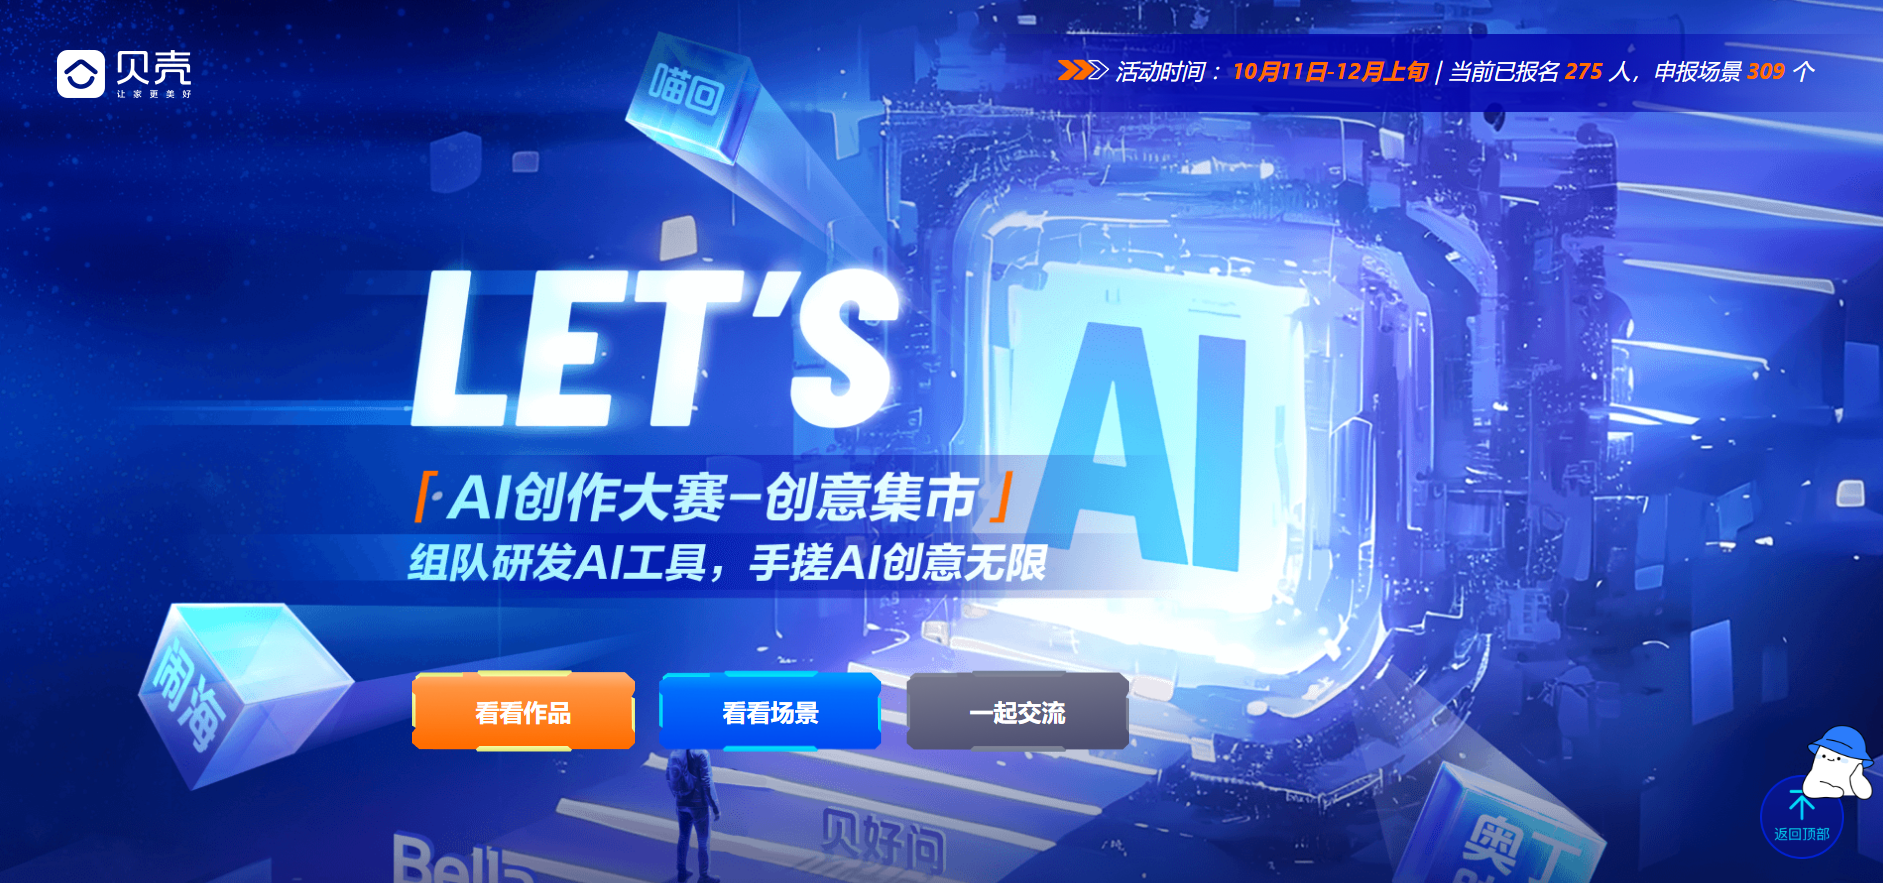 贝壳
让家更美好
活动时间：10月11日-12月上旬 | 当前已报名 275 人，申报场景 309 个
喵回
LET'S
AI
「AI创作大赛-创意集市」
组队研发AI工具，手搓AI创意无限
闹海
看看作品
看看场景
一起交流
贝好问
Bella
奥丁
返回顶部